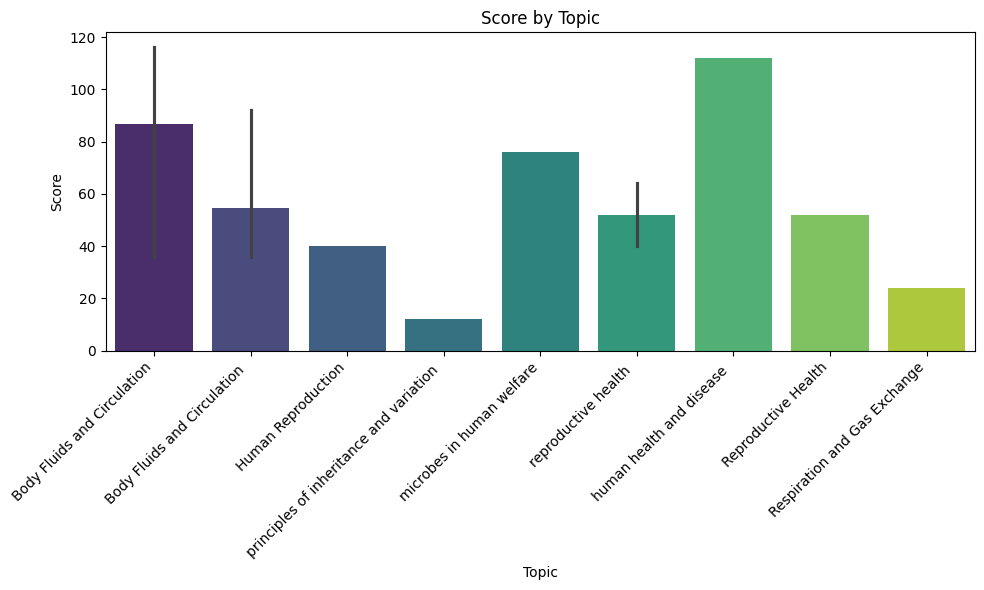 Score by Topic
Score
120
100
80
60
40
20
0
Body Fluids and Circulation
Body Fluids and Circulation
Human Reproduction
principles of inheritance and variation
microbes in human welfare
reproductive health
human health and disease
Reproductive Health
Respiration and Gas Exchange
Topic